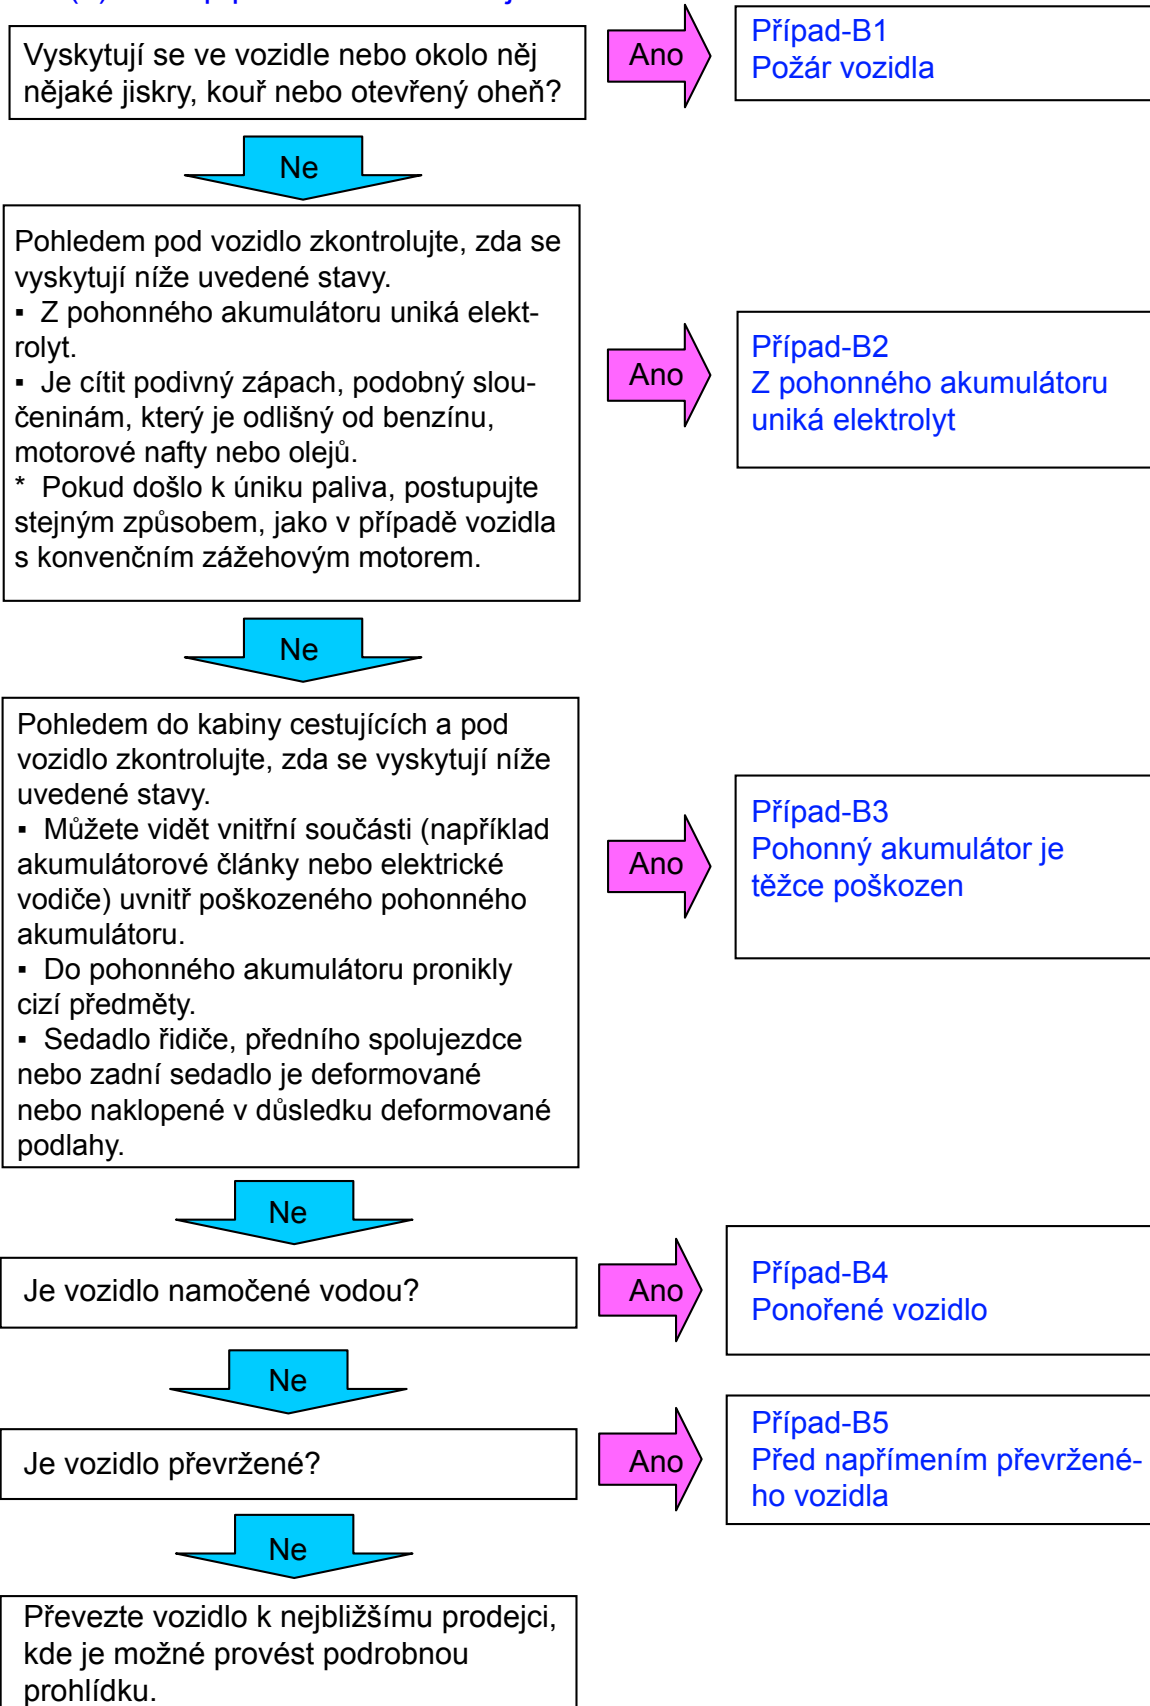 Vyskytují se ve vozidle nebo okolo něj
nějaké jiskry, kouř nebo otevřený oheň?
Ano
Případ-B1
Požár vozidla
Ne
Pohledem pod vozidlo zkontrolujte, zda se
vyskytují níže uvedené stavy.
▪ Z pohonného akumulátoru uniká elekt-
rolyt.
▪ Je cítit podivný zápach, podobný slou-
čeninám, který je odlišný od benzínu,
motorové nafty nebo olejů.
* Pokud došlo k úniku paliva, postupujte
stejným způsobem, jako v případě vozidla
s konvenčním zážehovým motorem.
Ano
Případ-B2
Z pohonného akumulátoru
uniká elektrolyt
Ne
Pohledem do kabiny cestujících a pod
vozidlo zkontrolujte, zda se vyskytují níže
uvedené stavy.
▪ Můžete vidět vnitřní součásti (například
akumulátorové články nebo elektrické
vodiče) uvnitř poškozeného pohonného
akumulátoru.
▪ Do pohonného akumulátoru pronikly
cizí předměty.
▪ Sedadlo řidiče, předního spolujezdce
nebo zadní sedadlo je deformované
nebo naklopené v důsledku deformované
podlahy.
Ano
Případ-B3
Pohonný akumulátor je
těžce poškozen
Ne
Je vozidlo namočené vodou?
Ano
Případ-B4
Ponořené vozidlo
Ne
Je vozidlo převržené?
Ano
Případ-B5
Před napřímením převržené-
ho vozidla
Ne
Převezte vozidlo k nejbližšímu prodejci,
kde je možné provést podrobnou
prohlídku.